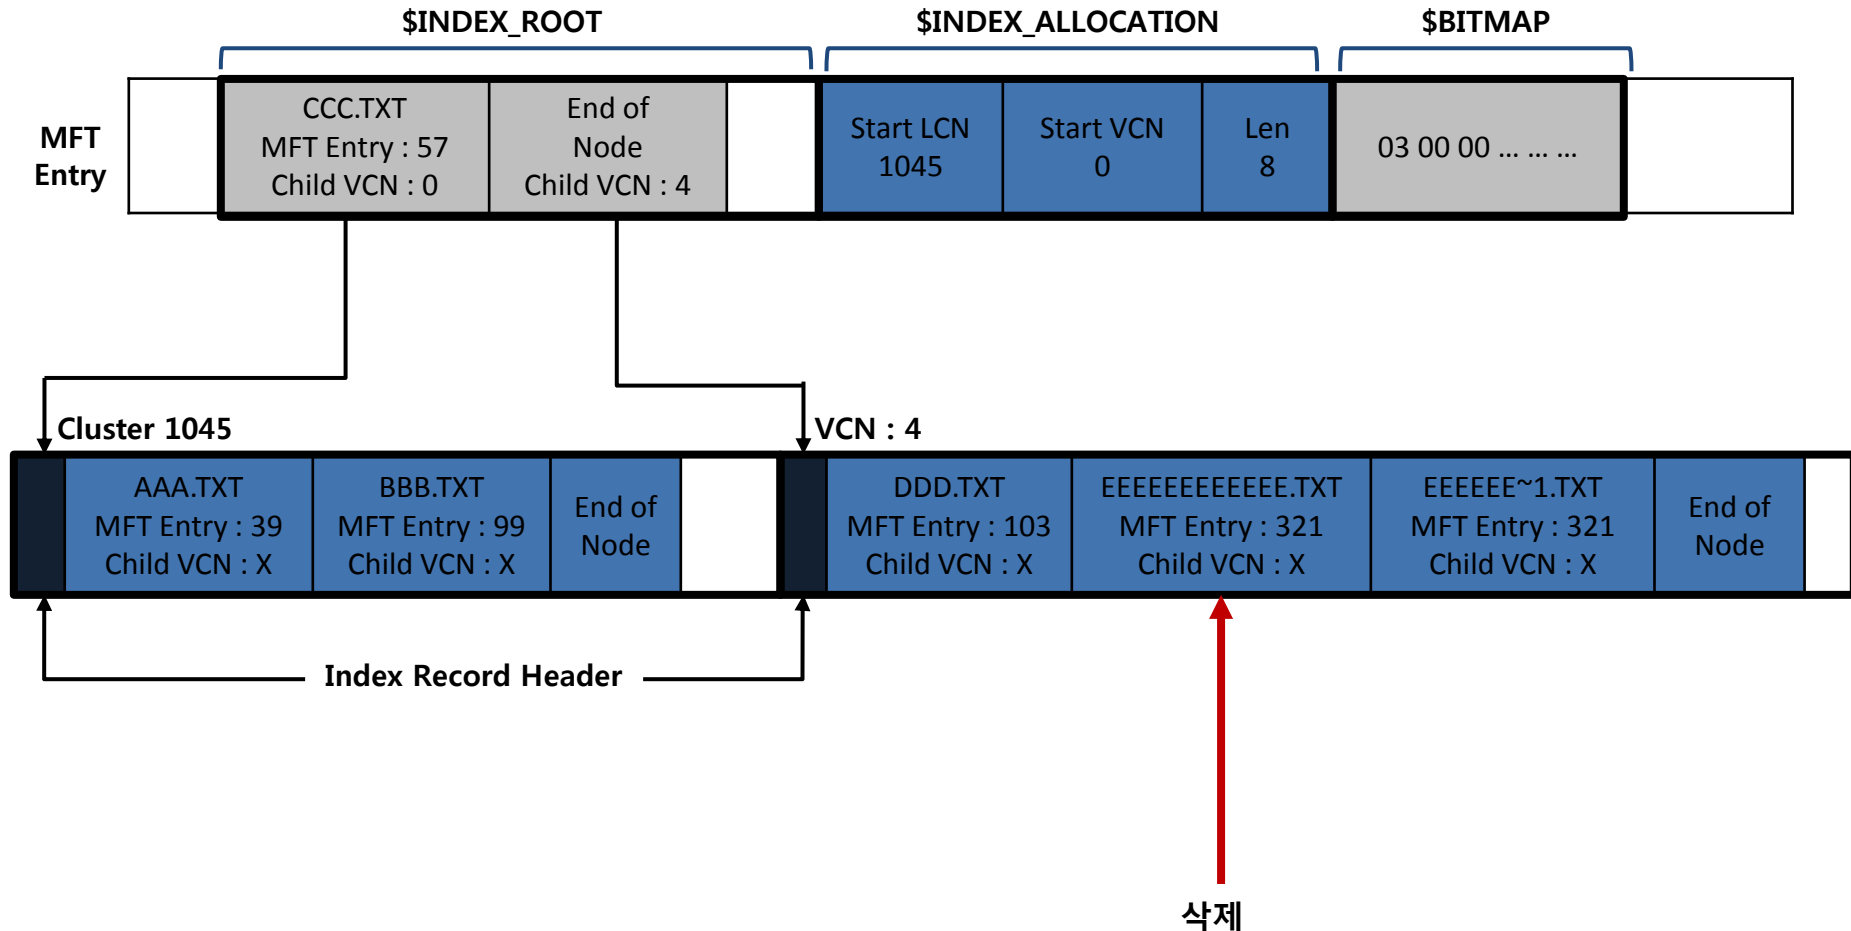 $INDEX_ROOT
$INDEX_ALLOCATION
$BITMAP
MFT
Entry
CCC.TXT
MFT Entry : 57
Child VCN : 0
End of
Node
Child VCN : 4
Start LCN
1045
Start VCN
0
Len
8
03 00 00 ... ... ...
Cluster 1045
VCN : 4
AAA.TXT
MFT Entry : 39
Child VCN : X
BBB.TXT
MFT Entry : 99
Child VCN : X
End of
Node
DDD.TXT
MFT Entry : 103
Child VCN : X
EEEEEEEEEEEE.TXT
MFT Entry : 321
Child VCN : X
EEEEEE~1.TXT
MFT Entry : 321
Child VCN : X
End of
Node
Index Record Header
삭제